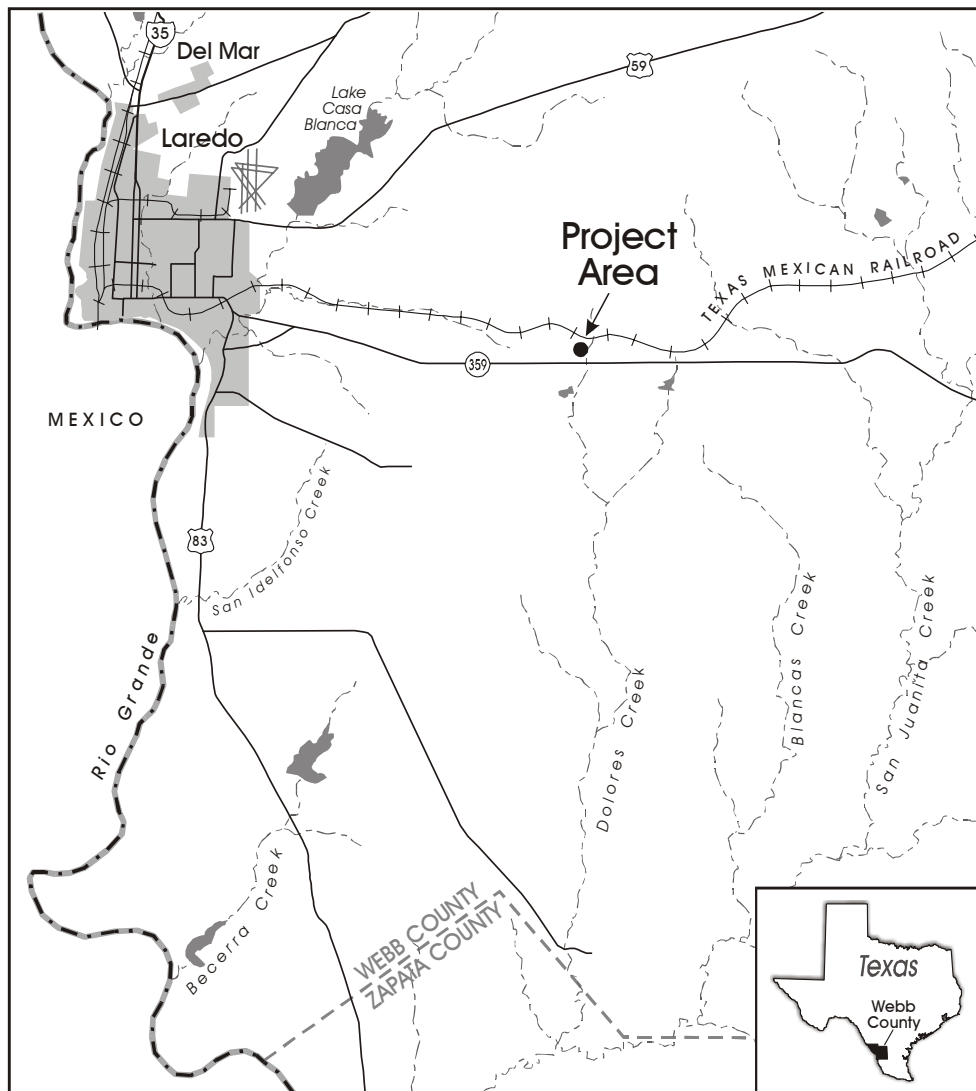 35
Del Mar
59
Lake
Casa
Blanca
Laredo
Project
Area
TEXAS MEXICAN RAILROAD
359
MEXICO
83
San Idelfonso Creek
Rio Grande
Dolores Creek
Blancas Creek
San Juanita Creek
Becerra Creek
WEBB COUNTY
ZAPATA COUNTY
Texas
Webb
County